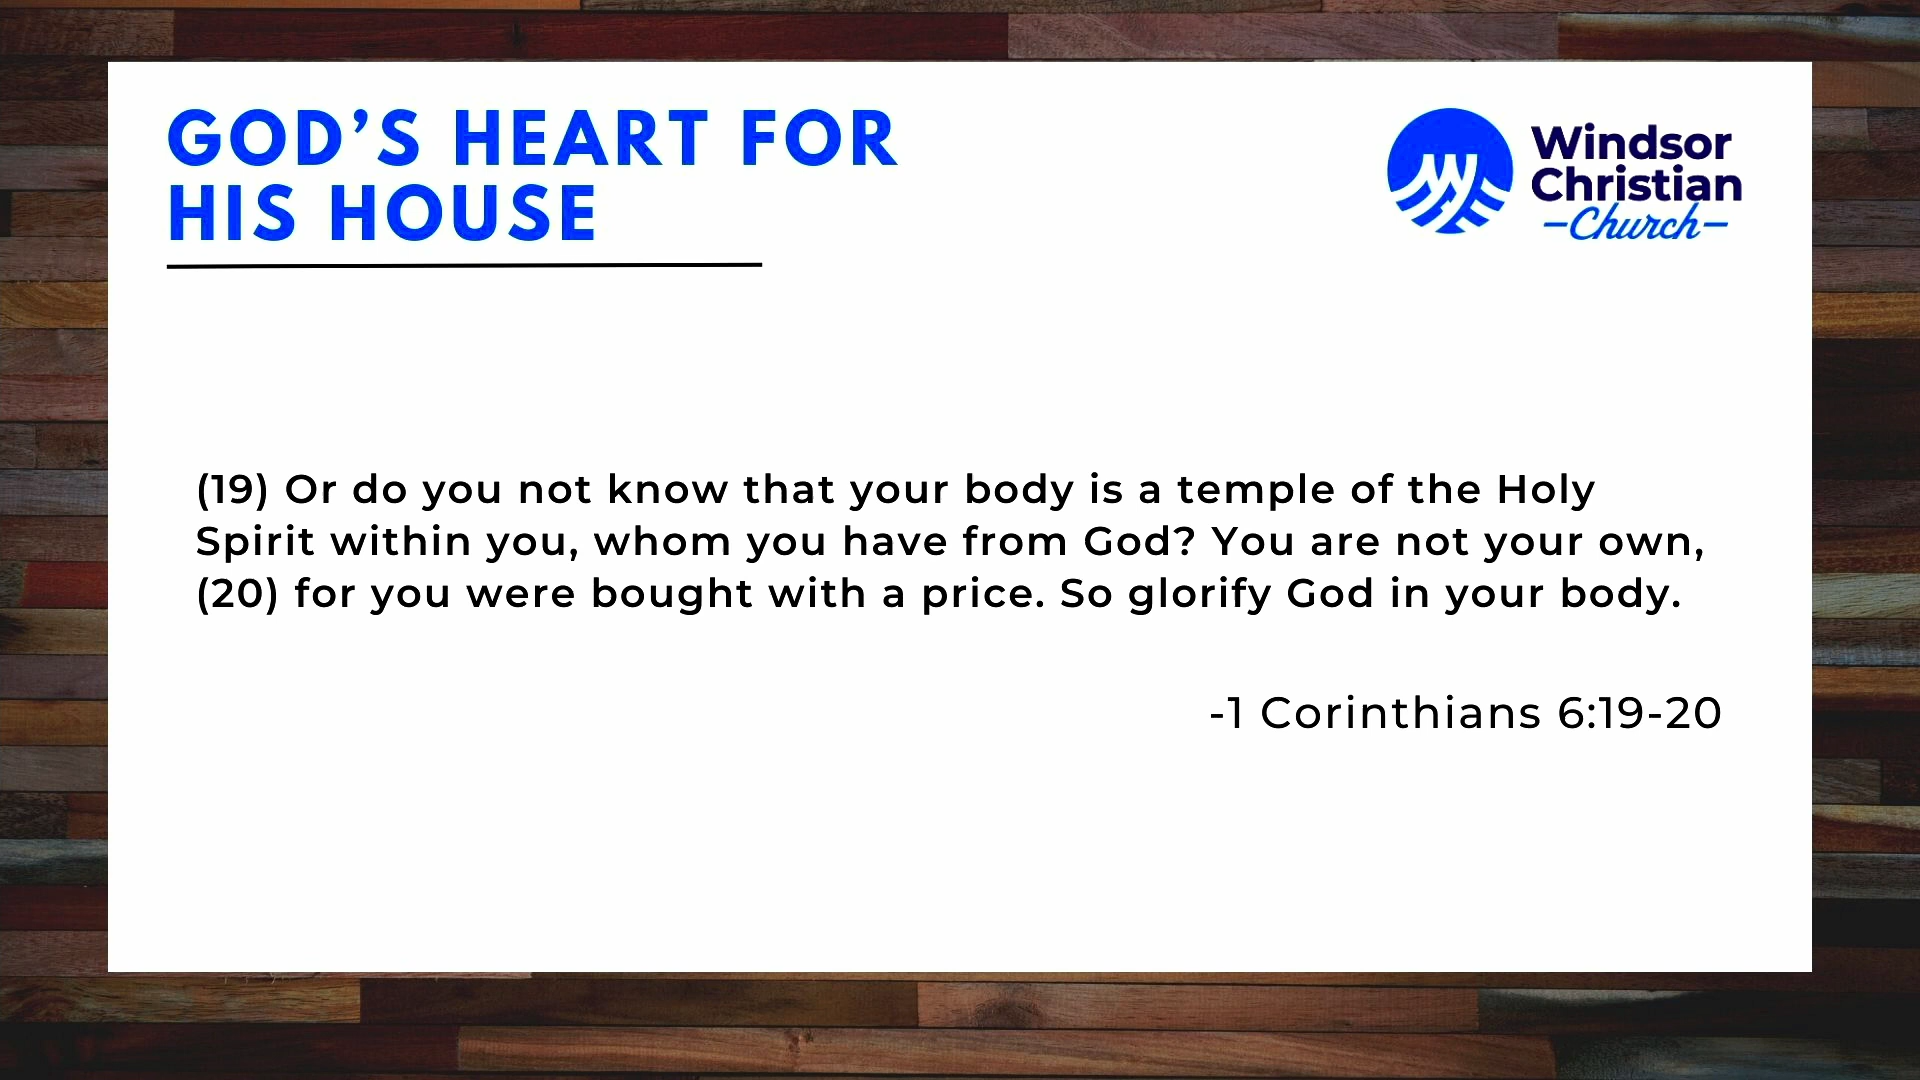 GOD’S HEART FOR
HIS HOUSE
Windsor
Christian
-Church-
(19) Or do you not know that your body is a temple of the Holy
Spirit within you, whom you have from God? You are not your own,
(20) for you were bought with a price. So glorify God in your body.
-1 Corinthians 6:19-20